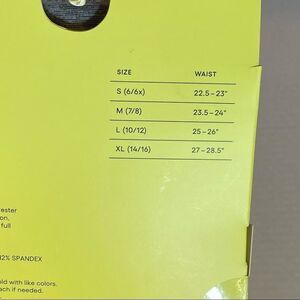 SIZE WAIST
S (6/6x) 22.5 – 23"
M (7/8) 23.5 – 24"
L (10/12) 25 – 26"
XL (14/16) 27 – 28.5"
ester
on,
full
12% SPANDEX
old with like colors.
ach if needed.